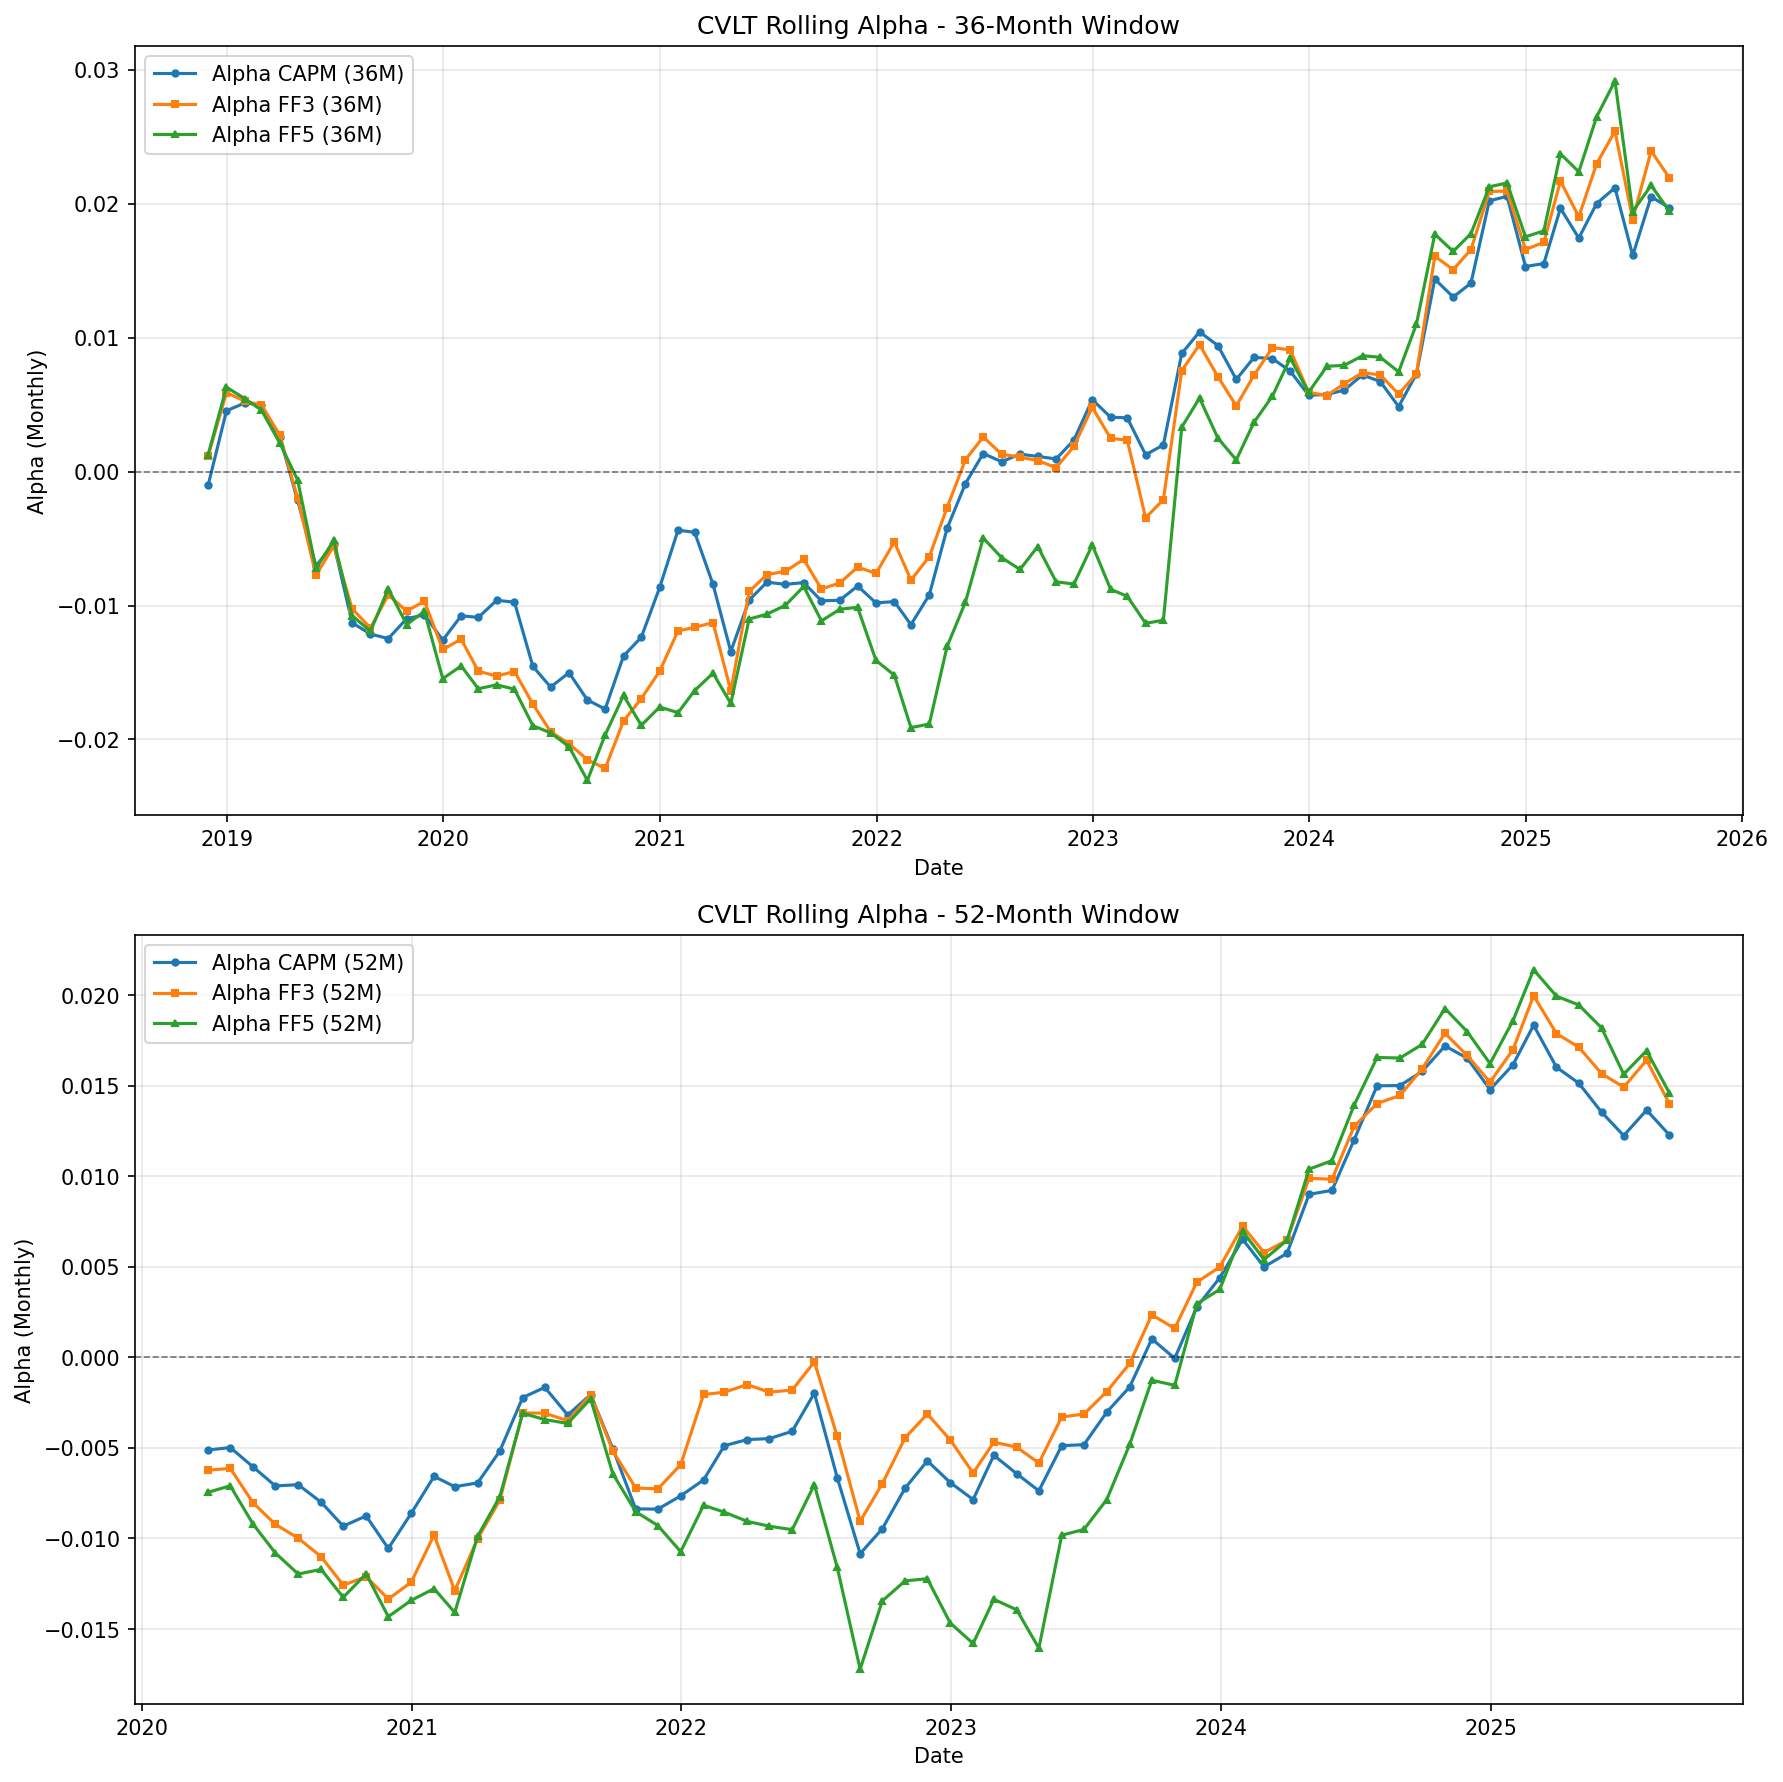 CVLT Rolling Alpha - 36-Month Window
Alpha CAPM (36M)
Alpha FF3 (36M)
Alpha FF5 (36M)
Alpha (Monthly)
0.03
0.02
0.01
0.00
−0.01
−0.02
2019 2020 2021 2022 2023 2024 2025 2026
Date
CVLT Rolling Alpha - 52-Month Window
Alpha CAPM (52M)
Alpha FF3 (52M)
Alpha FF5 (52M)
Alpha (Monthly)
0.020
0.015
0.010
0.005
0.000
−0.005
−0.010
−0.015
2020 2021 2022 2023 2024 2025
Date